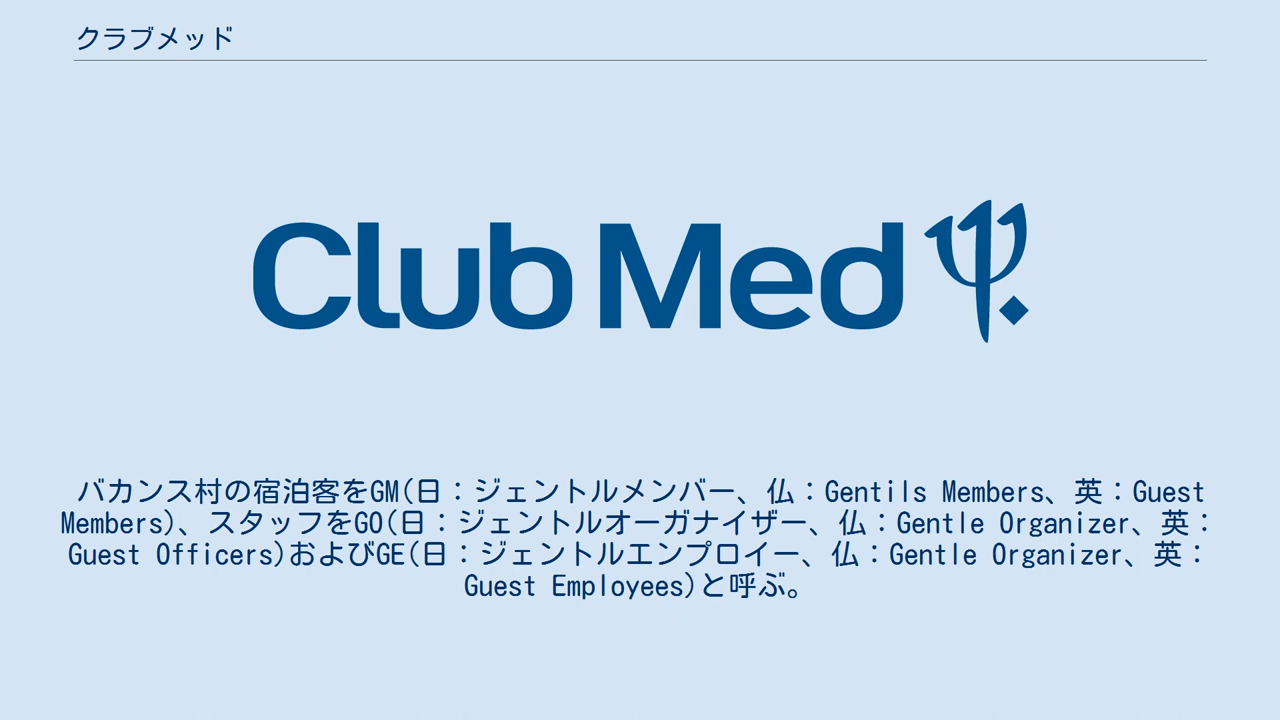 クラブメッド
Club Med
バカンス村の宿泊客をGM(日：ジェントルメンバー、仏：Gentils Members、英：Guest
Members)、スタッフをGO(日：ジェントルオーガナイザー、仏：Gentle Organizer、英：
Guest Officers)およびGE(日：ジェントルエンプロイー、仏：Gentle Organizer、英：
Guest Employees)と呼ぶ。